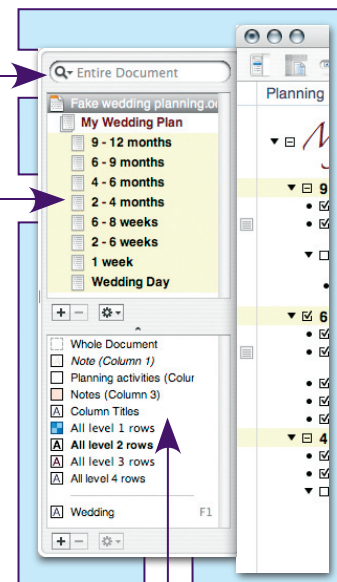 Entire Document
Fake wedding planning.oo
My Wedding Plan
9 - 12 months
6 - 9 months
4 - 6 months
2 - 4 months
6 - 8 weeks
2 - 6 weeks
1 week
Wedding Day
Whole Document
Note (Column 1)
Planning activities (Colur
Notes (Column 3)
A Column Titles
All level 1 rows
A All level 2 rows
A All level 3 rows
A All level 4 rows
A Wedding F1
Planning
M
9
6
4